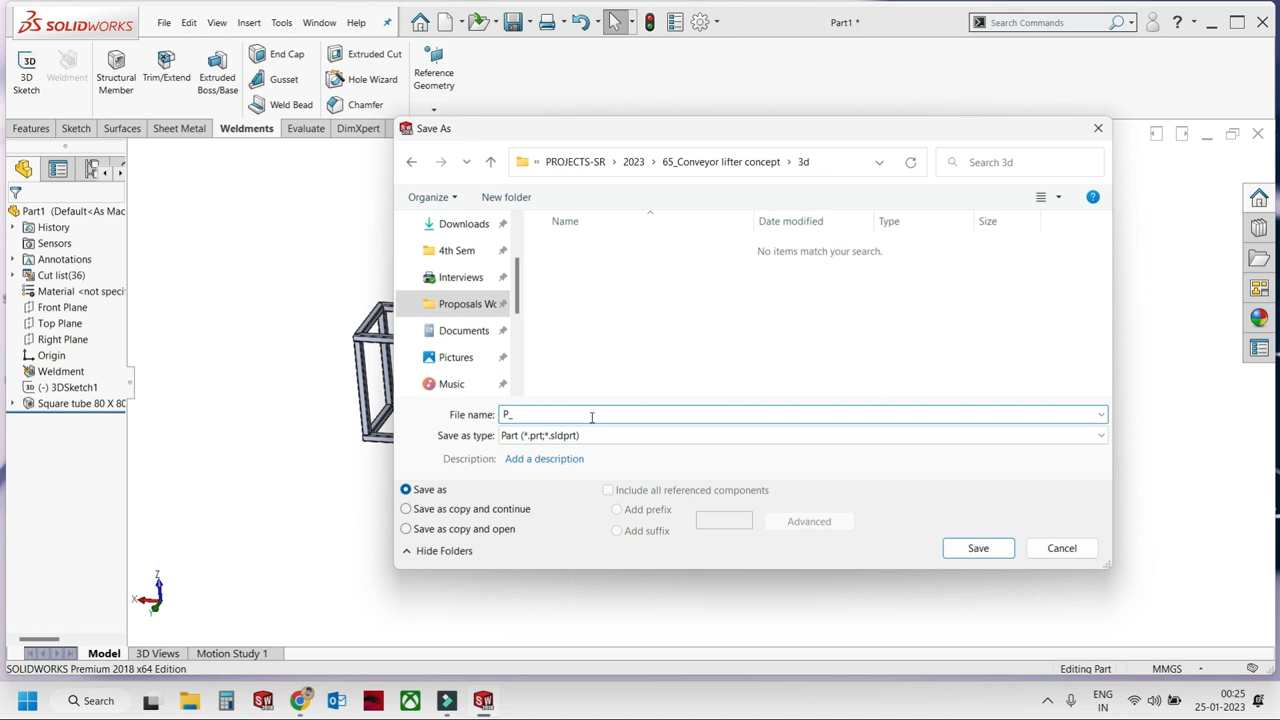 SOLIDWORKS
File
Edit
View
Insert
Tools
Window
Help
Part1 *
Search Commands
3D
3D Sketch
Weldment
Structural Member
Trim/Extend
Extruded Boss/Base
End Cap
Gusset
Weld Bead
Extruded Cut
Hole Wizard
Chamfer
Reference Geometry
Features
Sketch
Surfaces
Sheet Metal
Weldments
Evaluate
DimXpert
Part1 (Default<As Mac
History
Sensors
Annotations
Cut list(36)
Material <not speci
Front Plane
Top Plane
Right Plane
Origin
Weldment
(-) 3DSketch1
Square tube 80 X 80
Save As
« PROJECTS-SR > 2023 > 65_Conveyor lifter concept > 3d
Search 3d
Organize
New folder
Name
Date modified
Type
Size
No items match your search.
Downloads
4th Sem
Interviews
Proposals Wc
Documents
Pictures
Music
File name: P_
Save as type: Part (*.prt;*.sldprt)
Description: Add a description
Save as
Save as copy and continue
Save as copy and open
Include all referenced components
Add prefix
Add suffix
Advanced
Hide Folders
Save
Cancel
Z
X
Y
Model
3D Views
Motion Study 1
SOLIDWORKS Premium 2018 x64 Edition
Editing Part
MMGS
Search
ENG
IN
00:25
25-01-2023